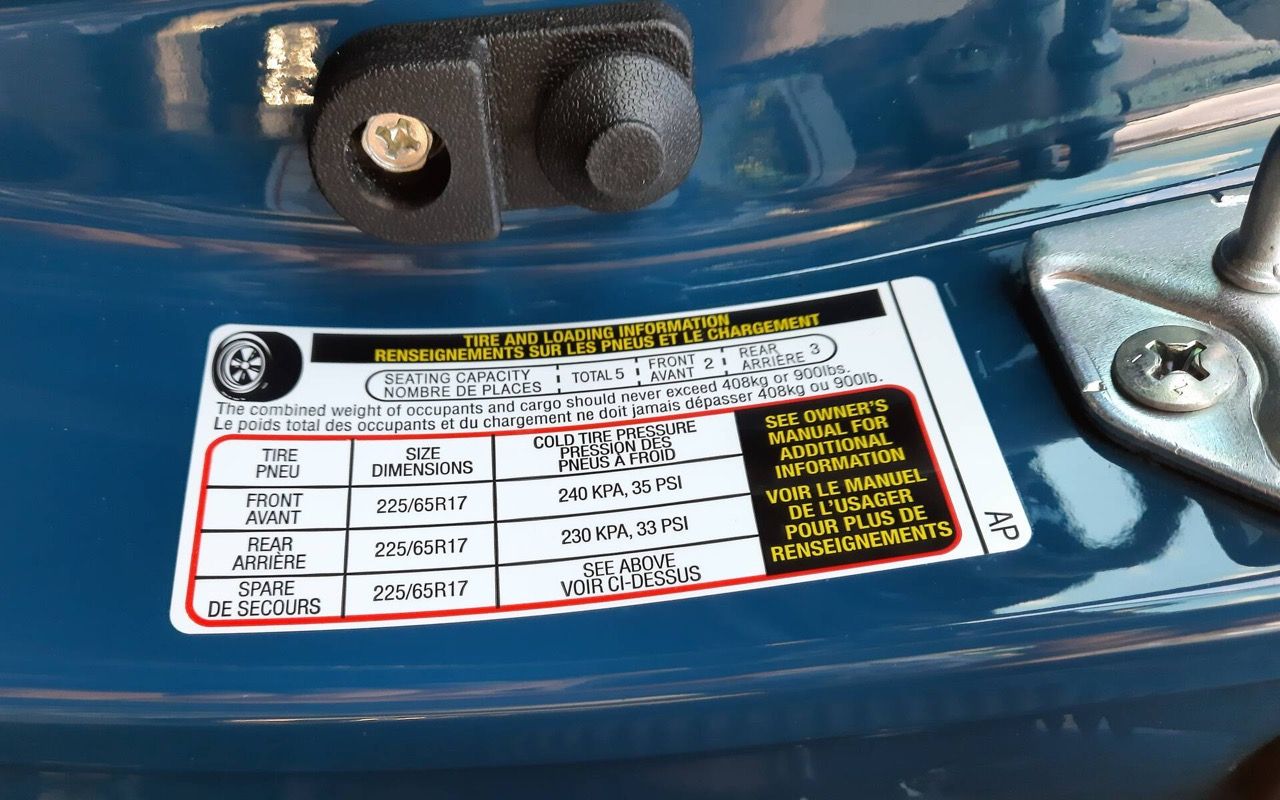 TIRE AND LOADING INFORMATION
RENSEIGNEMENTS SUR LES PNEUS ET LE CHARGEMENT
SEATING CAPACITY
NOMBRE DE PLACES
TOTAL 5
FRONT
AVANT
2
REAR
ARRIÈRE
3
The combined weight of occupants and cargo should never exceed 408kg or 900lbs.
Le poids total des occupants et du chargement ne doit jamais dépasser 408kg ou 900lb.
TIRE
PNEU
SIZE
DIMENSIONS
COLD TIRE PRESSURE
PRESSION DES
PNEUS À FROID
FRONT
AVANT
225/65R17
240 KPA, 35 PSI
REAR
ARRIÈRE
225/65R17
230 KPA, 33 PSI
SPARE
DE SECOURS
225/65R17
SEE ABOVE
VOIR CI-DESSUS
SEE OWNER'S
MANUAL FOR
ADDITIONAL
INFORMATION
VOIR LE MANUEL
DE L'USAGER
POUR PLUS DE
RENSEIGNEMENTS
AP